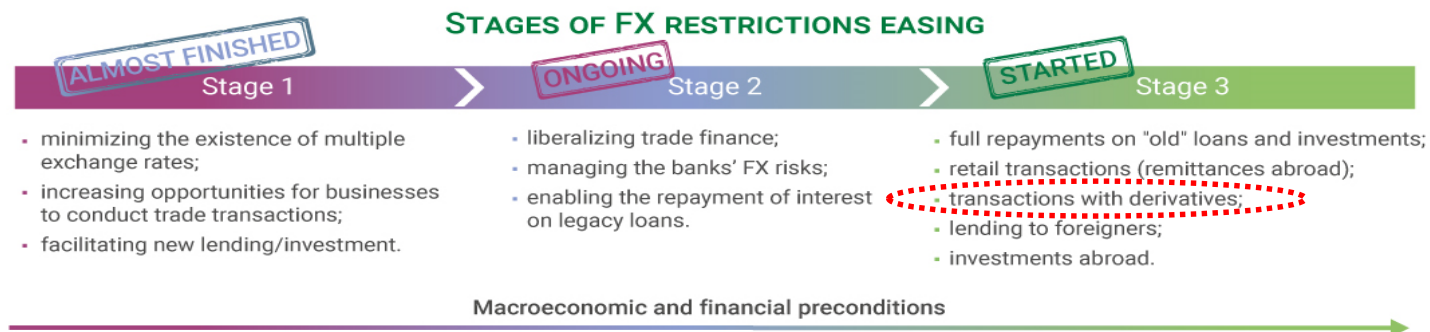 STAGES OF FX RESTRICTIONS EASING
ALMOST FINISHED
Stage 1
ONGOING
Stage 2
STARTED
Stage 3
▪ minimizing the existence of multiple
exchange rates;
▪ increasing opportunities for businesses
to conduct trade transactions;
▪ facilitating new lending/investment.
▪ liberalizing trade finance;
▪ managing the banks’ FX risks;
▪ enabling the repayment of interest
on legacy loans.
▪ full repayments on "old" loans and investments;
▪ retail transactions (remittances abroad);
▪ transactions with derivatives;
▪ lending to foreigners;
▪ investments abroad.
Macroeconomic and financial preconditions